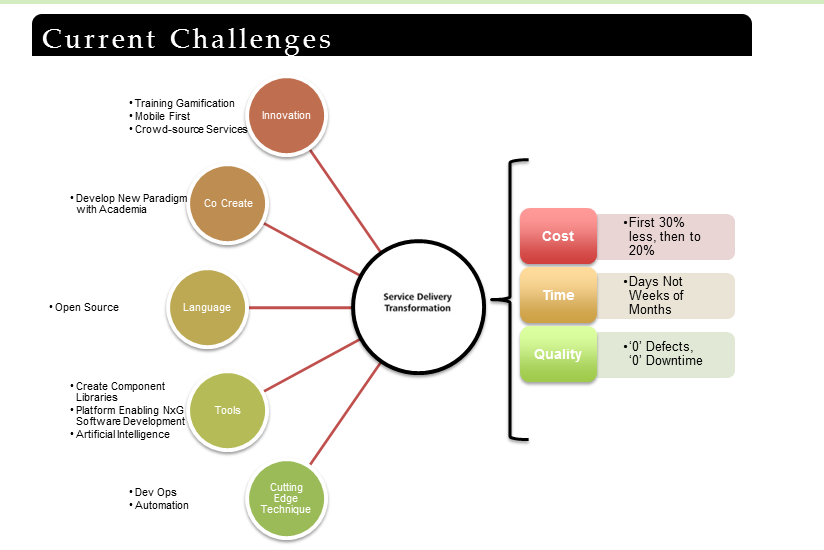 Current Challenges
• Training Gamification
• Mobile First
• Crowd-source Services
Innovation
• Develop New Paradigm
with Academia
Co Create
• Open Source
Language
• Create Component
Libraries
• Platform Enabling NxG
Software Development
• Artificial Intelligence
Tools
• Dev Ops
• Automation
Cutting
Edge
Technique
Service Delivery
Transformation
Cost
•First 30%
less, then to
20%
Time
•Days Not
Weeks of
Months
Quality
•‘0’ Defects,
‘0’ Downtime